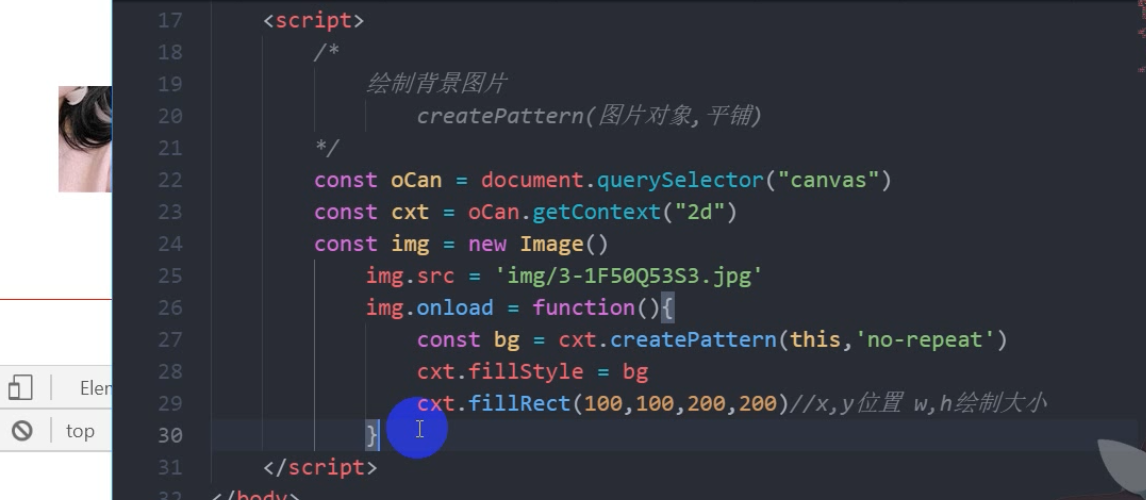 17 <script>
18 /*
19 绘制背景图片
20 createPattern(图片对象,平铺)
21 */
22 const oCan = document.querySelector("canvas")
23 const cxt = oCan.getContext("2d")
24 const img = new Image()
25 img.src = 'img/3-1F50Q53S3.jpg'
26 img.onload = function(){
27 const bg = cxt.createPattern(this,'no-repeat')
28 cxt.fillStyle = bg
Elem
29 cxt.fillRect(100,100,200,200)//x,y位置 w,h绘制大小
top
30 }
31 </script>
32 </body>